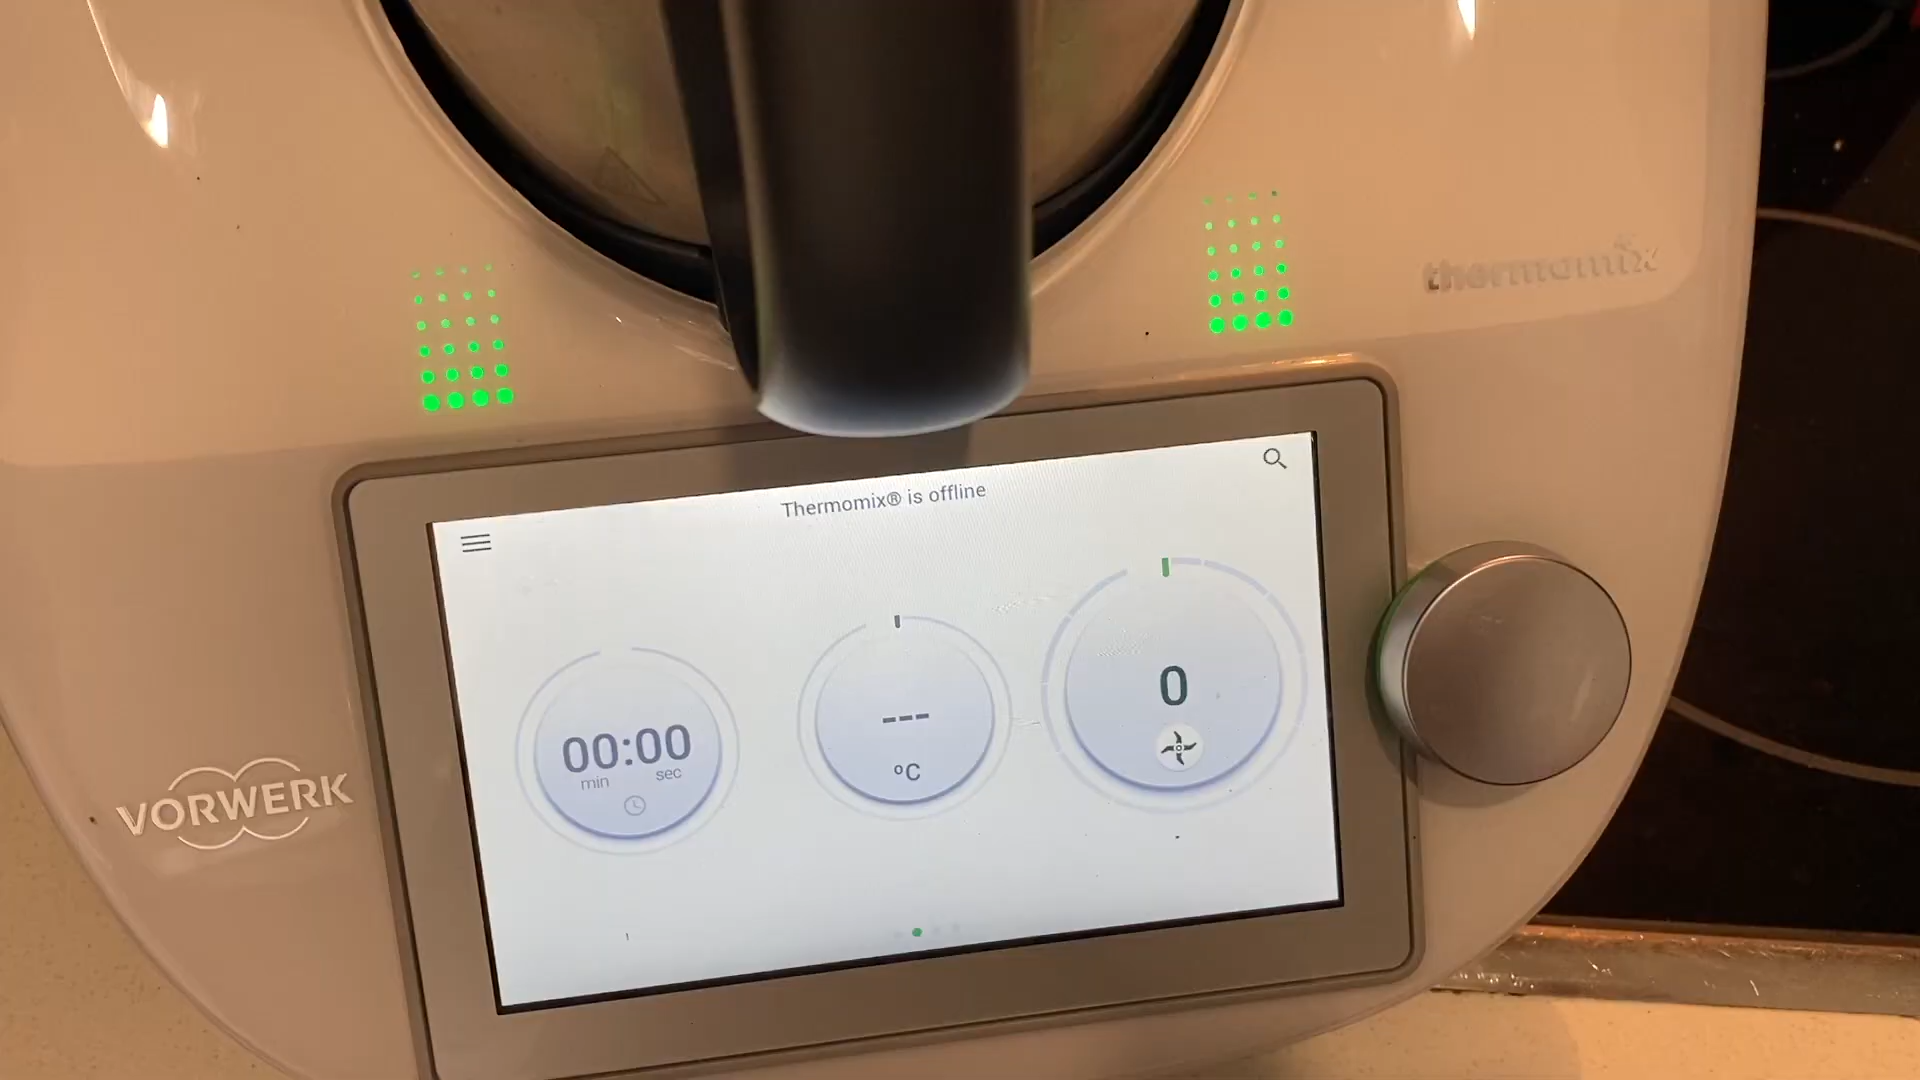 thermomix
Thermomix® is offline
00:00
min sec
---
°C
0
VORWERK